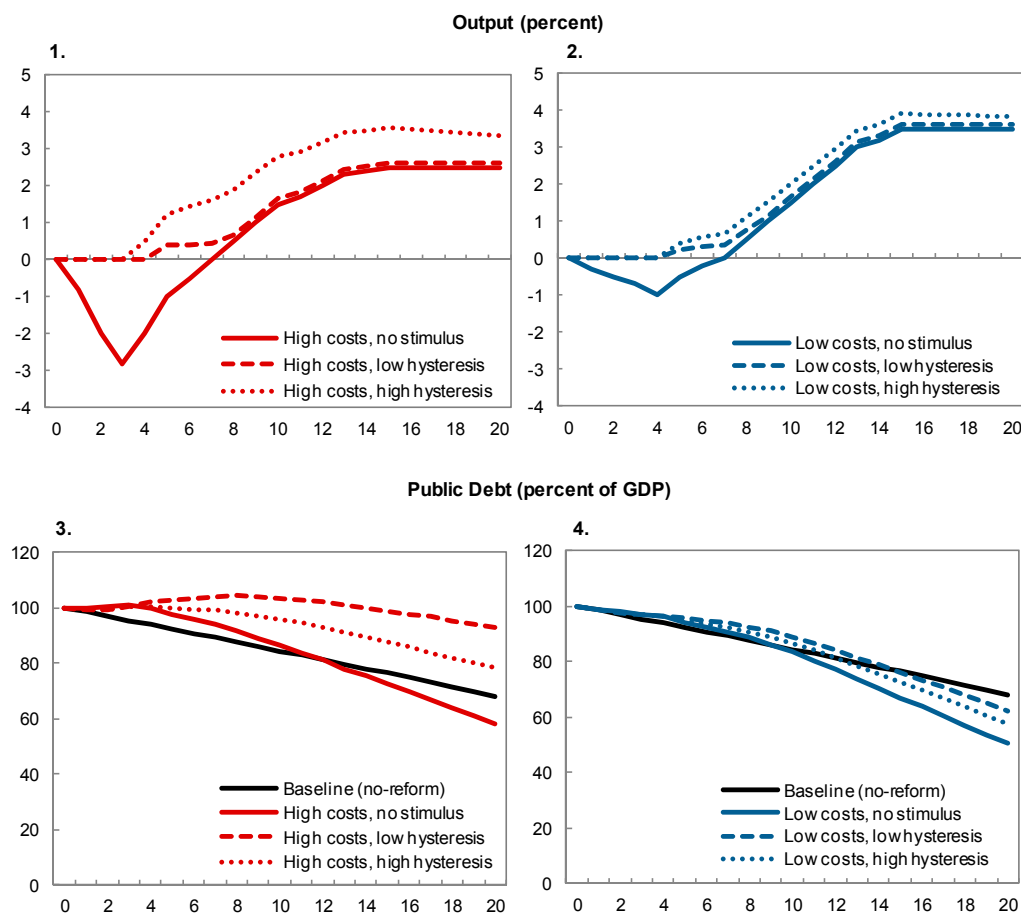 Output (percent)
1.
2.
5
4
3
2
1
0
-1
-2
-3
-4
High costs, no stimulus
High costs, low hysteresis
High costs, high hysteresis
0 2 4 6 8 10 12 14 16 18 20
5
4
3
2
1
0
-1
-2
-3
-4
Low costs, no stimulus
Low costs, low hysteresis
Low costs, high hysteresis
0 2 4 6 8 10 12 14 16 18 20
Public Debt (percent of GDP)
3.
4.
120
100
80
60
40
20
0
Baseline (no-reform)
High costs, no stimulus
High costs, low hysteresis
High costs, high hysteresis
0 2 4 6 8 10 12 14 16 18 20
120
100
80
60
40
20
0
Baseline (no-reform)
Low costs, no stimulus
Low costs, low hysteresis
Low costs, high hysteresis
0 2 4 6 8 10 12 14 16 18 20